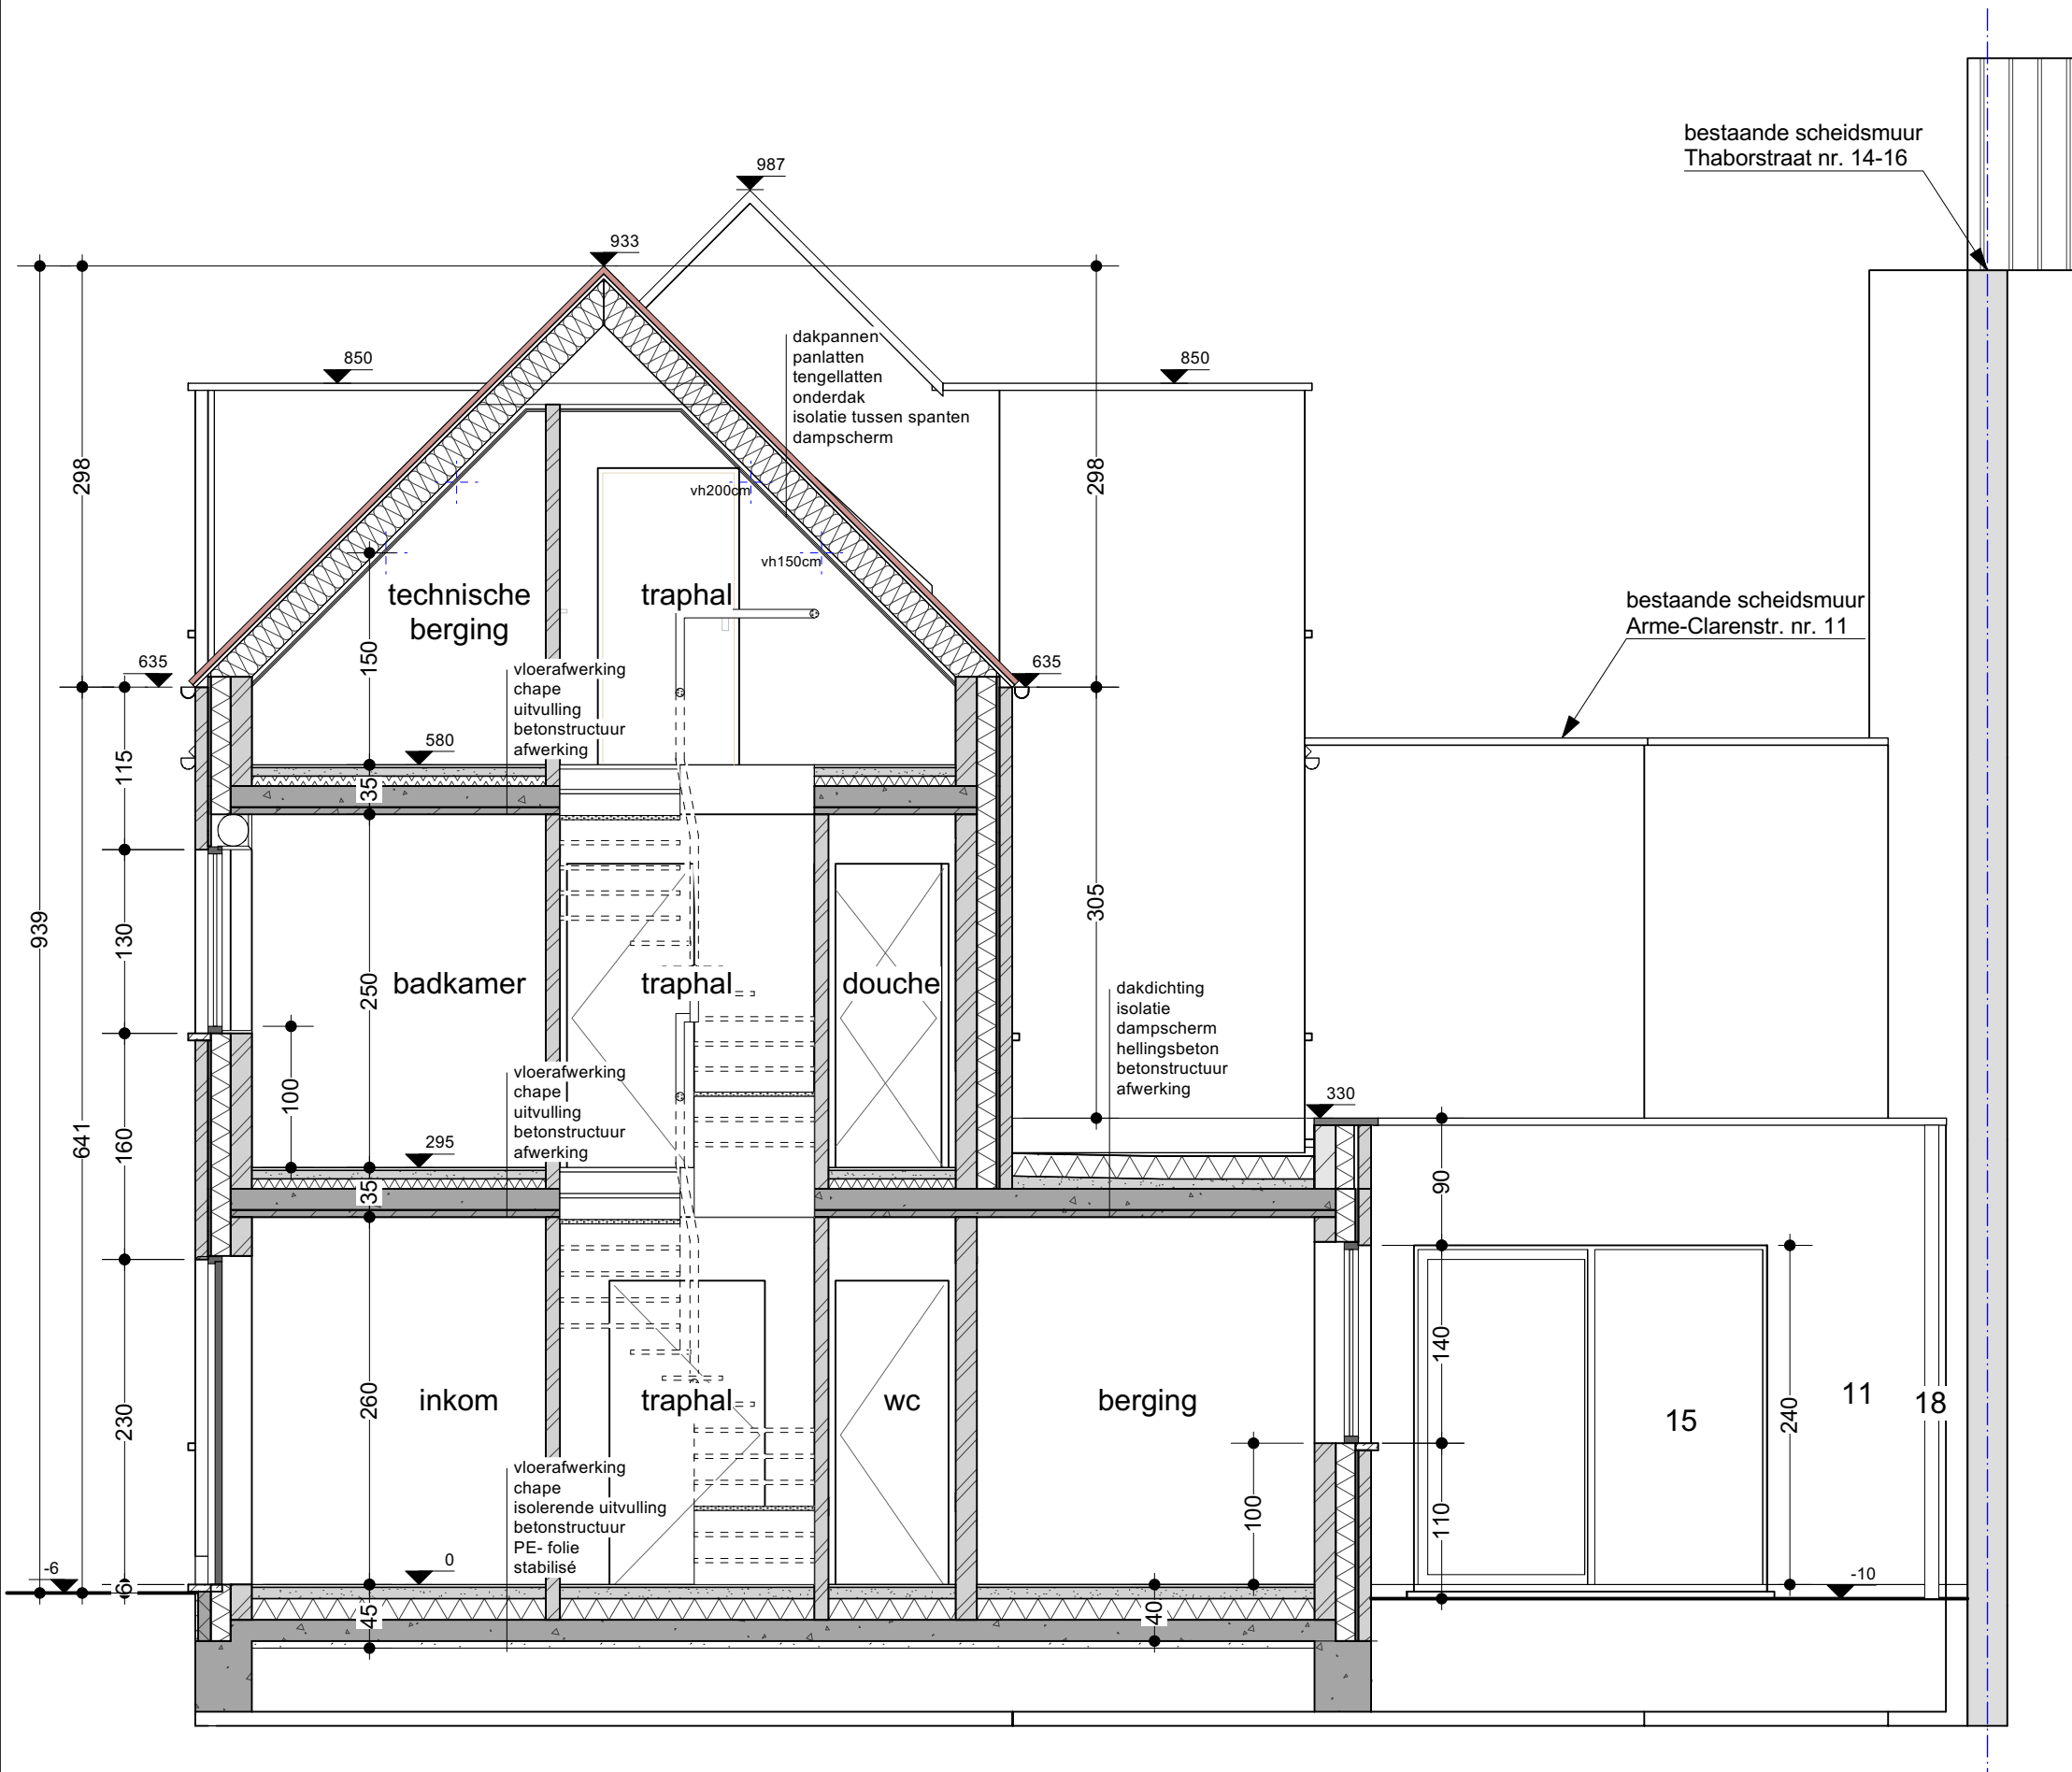 bestaande scheidsmuur
Thaborstraat nr. 14-16
987
933
850
850
dakpannen
panlatten
tengellatten
onderdak
isolatie tussen spanten
dampscherm
298
298
vh200cm
vh150cm
technische
berging
traphal
bestaande scheidsmuur
Arme-Clarenstr. nr. 11
150
635
635
vloerafwerking
chape
uitvulling
betonstructuur
afwerking
580
115
35
939
305
130
250
badkamer
traphal
douche
dakdichting
isolatie
dampscherm
hellingsbeton
betonstructuur
afwerking
100
vloerafwerking
chape
uitvulling
betonstructuur
afwerking
330
641
160
295
35
90
140
260
inkom
traphal
wc
berging
15
240
11
18
230
vloerafwerking
chape
isolerende uitvulling
betonstructuur
PE- folie
stabilisé
100
110
-6
6
0
-10
45
40